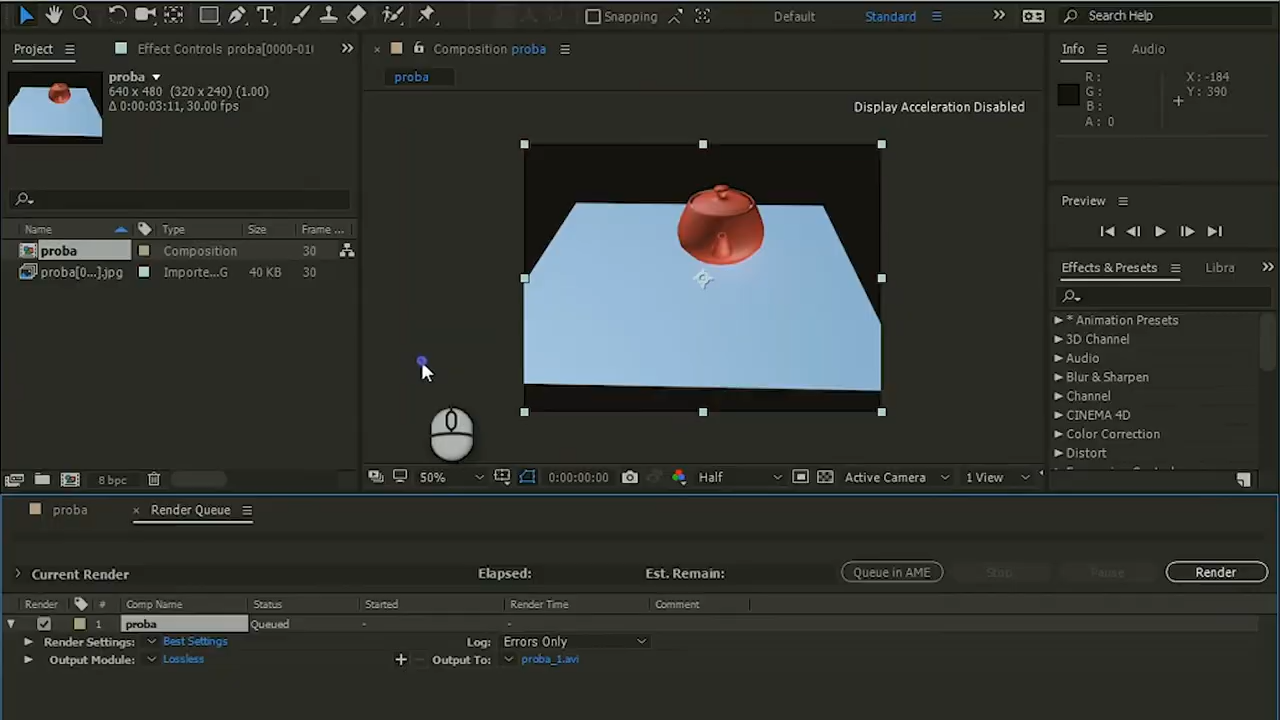 Snapping
Default
Standard
Search Help
Project
Effect Controls proba[0000-01
Composition proba
Info
Audio
proba
640 x 480 (320 x 240) (1.00)
Δ 0:00:03:11, 30.00 fps
proba
Display Acceleration Disabled
R :
G :
B :
A : 0
X : -184
Y : 390
Preview
Name
Type
Size
Frame ...
proba
Composition
30
proba[0...].jpg
Importe...G
40 KB
30
Effects & Presets
Libra
* Animation Presets
3D Channel
Audio
Blur & Sharpen
Channel
CINEMA 4D
Color Correction
Distort
8 bpc
50%
0:00:00:00
Half
Active Camera
1 View
proba
Render Queue
Current Render
Elapsed:
Est. Remain:
Queue in AME
Stop
Pause
Render
Render
#
Comp Name
Status
Started
Render Time
Comment
1
proba
Queued
-
-
Render Settings:
Best Settings
Log:
Errors Only
Output Module:
Lossless
Output To:
proba_1.avi